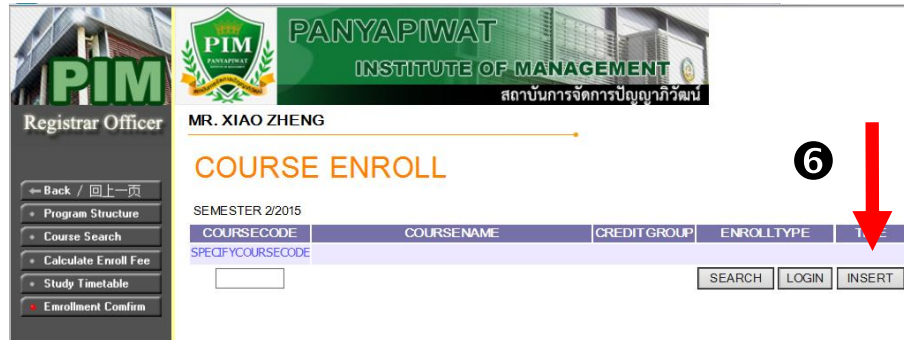 PIM
Registrar Officer
PIM
PANYAPIWAT
PANYAPIWAT
INSTITUTE OF MANAGEMENT
สถาบันการจัดการปัญญาภิวัฒน์
MR. XIAO ZHENG
COURSE ENROLL
6
Back / 回上一页
Program Structure
Course Search
Calculate Enroll Fee
Study Timetable
Emrollment Comfirm
SEMESTER 2/2015
COURSECODE COURSENAME CREDIT GROUP ENROLLTYPE
SPECIFYCOURSECODE
SEARCH LOGIN INSERT